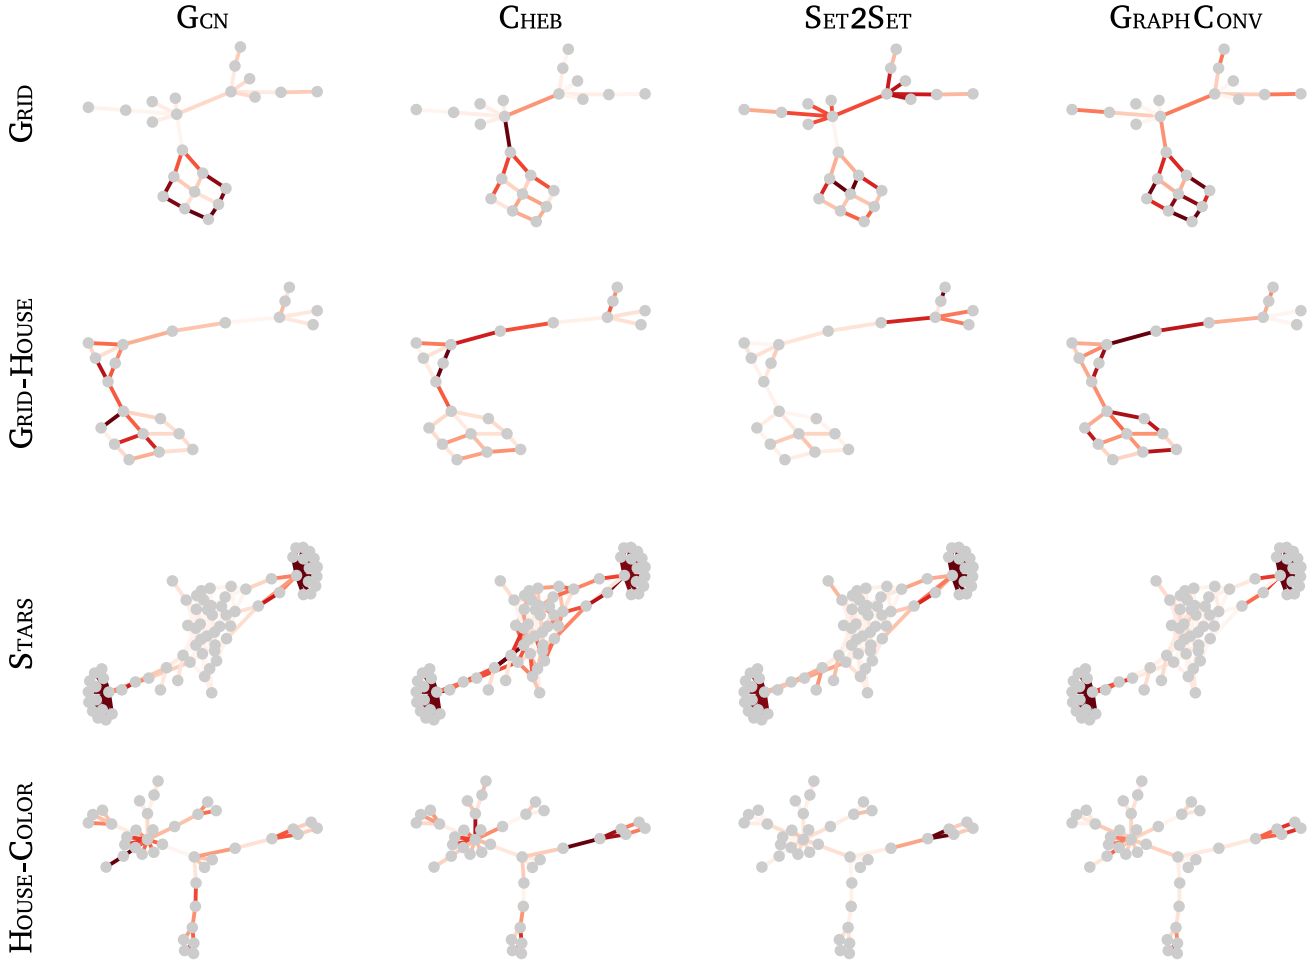 GCN
CHEB
SET2SET
GRAPHCONV
GRID
GRID-HOUSE
STARS
HOUSE-COLOR